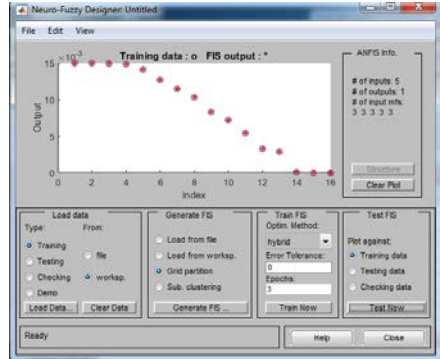 Neuro-Fuzzy Designer: Untitled
File Edit View
Training data : o FIS output : *
15 ×10⁻³
10
5
0
Output
0 2 4 6 8 10 12 14 16
Index
ANFIS Info.
# of inputs: 5
# of outputs: 1
# of input mfs:
3 3 3 3 3
Structure
Clear Plot
Load data
Type: From:
Training
Testing
Checking
Demo
file
worksp.
Load Data... Clear Data
Generate FIS
Load from file
Load from worksp.
Grid partition
Sub. clustering
Generate FIS ...
Train FIS
Optim. Method:
hybrid
Error Tolerance:
0
Epochs:
3
Train Now
Test FIS
Plot against:
Training data
Testing data
Checking data
Test Now
Ready
Help
Close